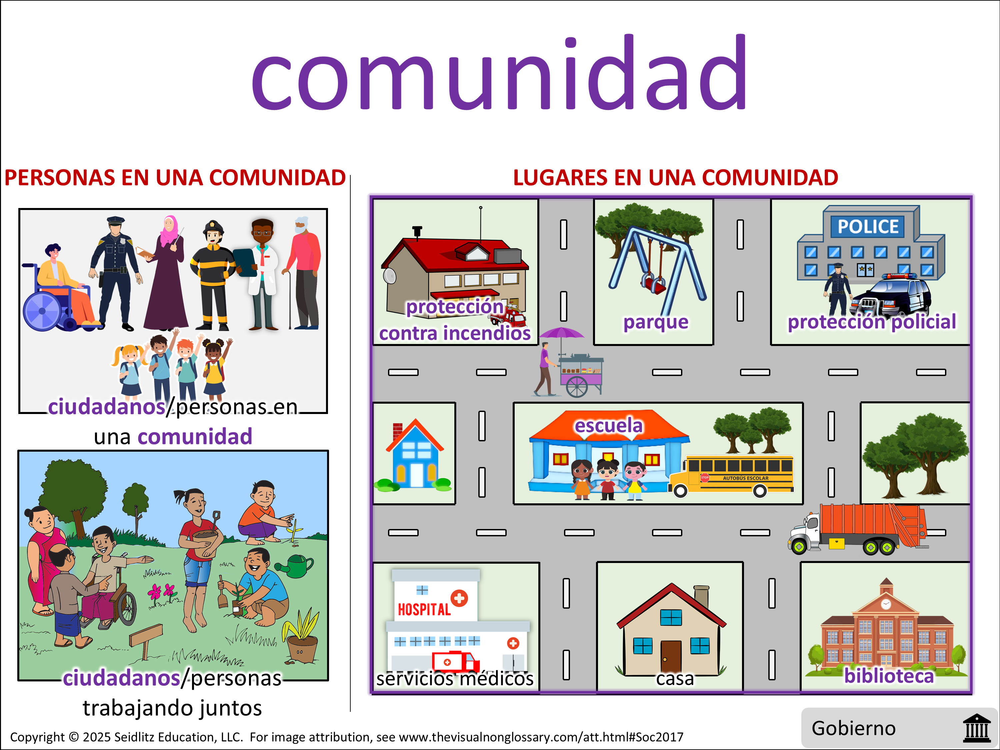 comunidad
PERSONAS EN UNA COMUNIDAD
ciudadanos/personas en
una comunidad
ciudadanos/personas
trabajando juntos
LUGARES EN UNA COMUNIDAD
protección
contra incendios
parque
POLICE
protección policial
escuela
STOP
AUTOBÚS ESCOLAR
HOSPITAL
servicios médicos
casa
biblioteca
Gobierno
Copyright © 2025 Seidlitz Education, LLC. For image attribution, see www.thevisualnonglossary.com/att.html#Soc2017